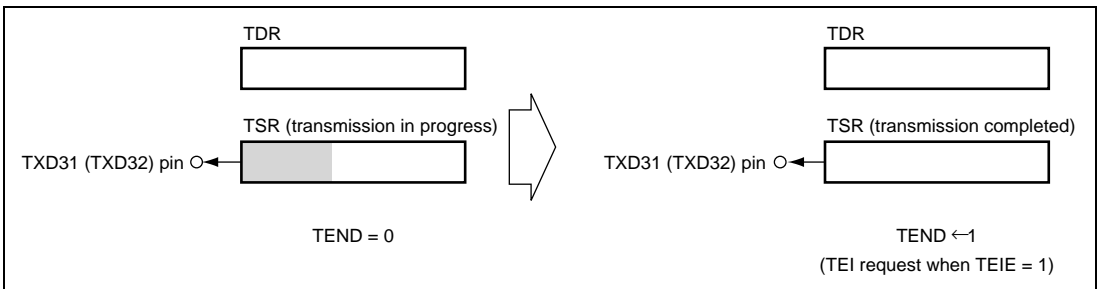 TDR
TSR (transmission in progress)
TXD31 (TXD32) pin
TEND = 0
TDR
TSR (transmission completed)
TXD31 (TXD32) pin
TEND ←1
(TEI request when TEIE = 1)